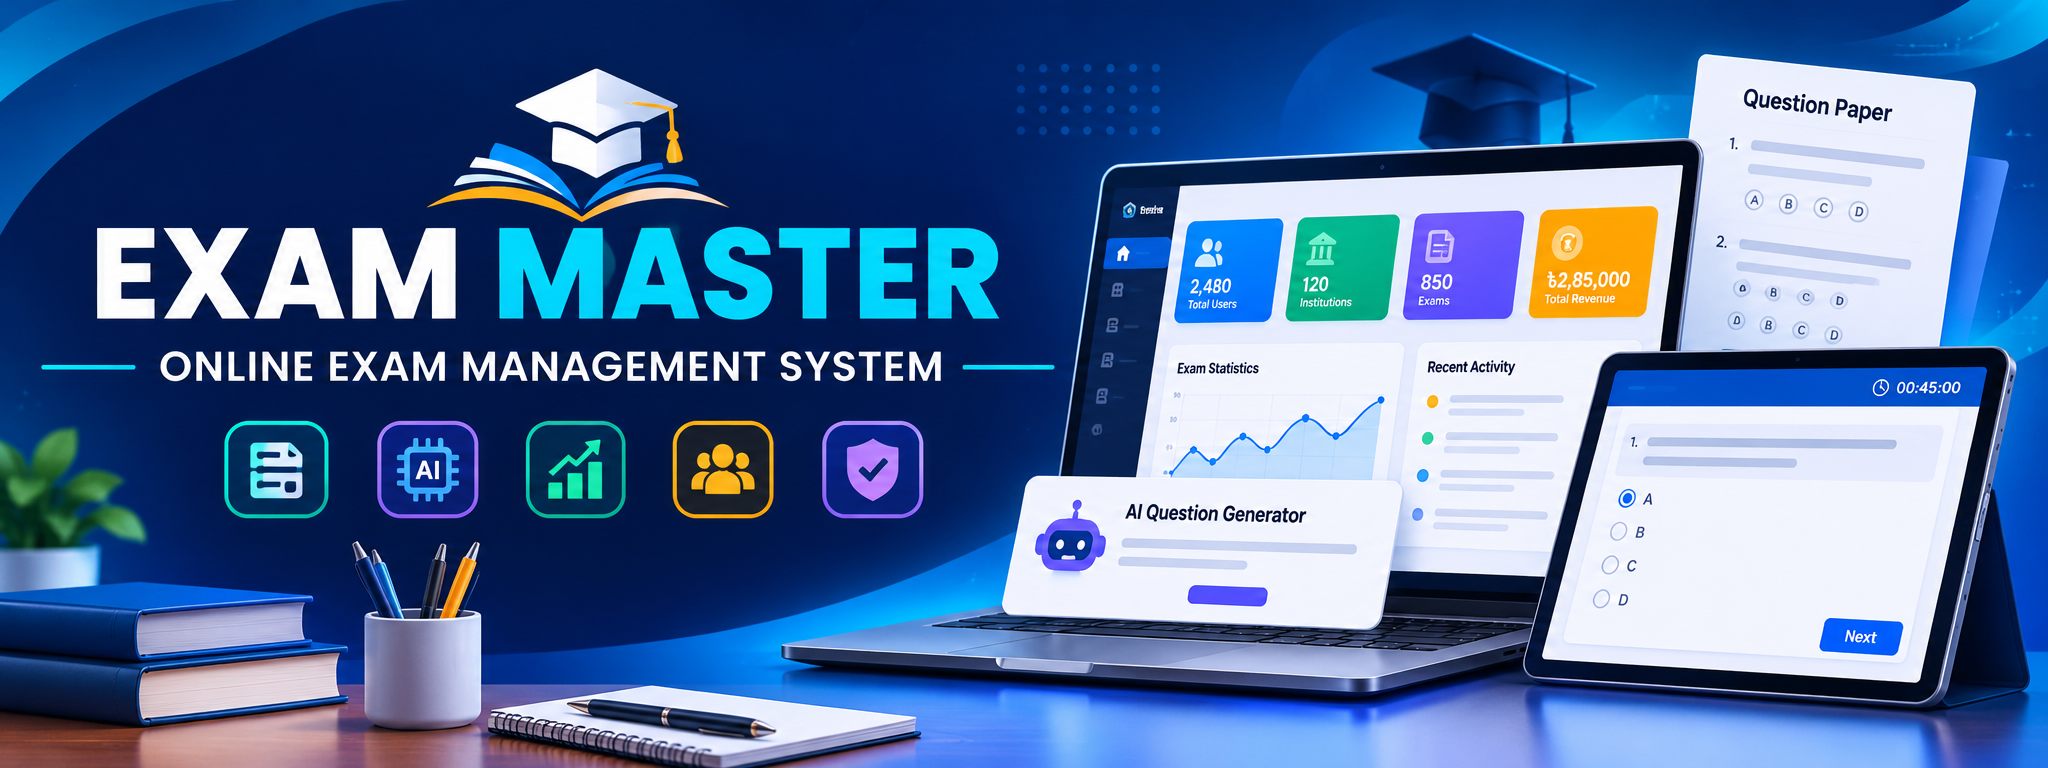 EXAM MASTER
ONLINE EXAM MANAGEMENT SYSTEM
AI
2,480
Total Users
120
Institutions
850
Exams
৳2,85,000
Total Revenue
Exam Statistics
Recent Activity
AI Question Generator
Question Paper
1.
A B C D
2.
B C D
B C D
00:45:00
1.
A
B
C
D
Next